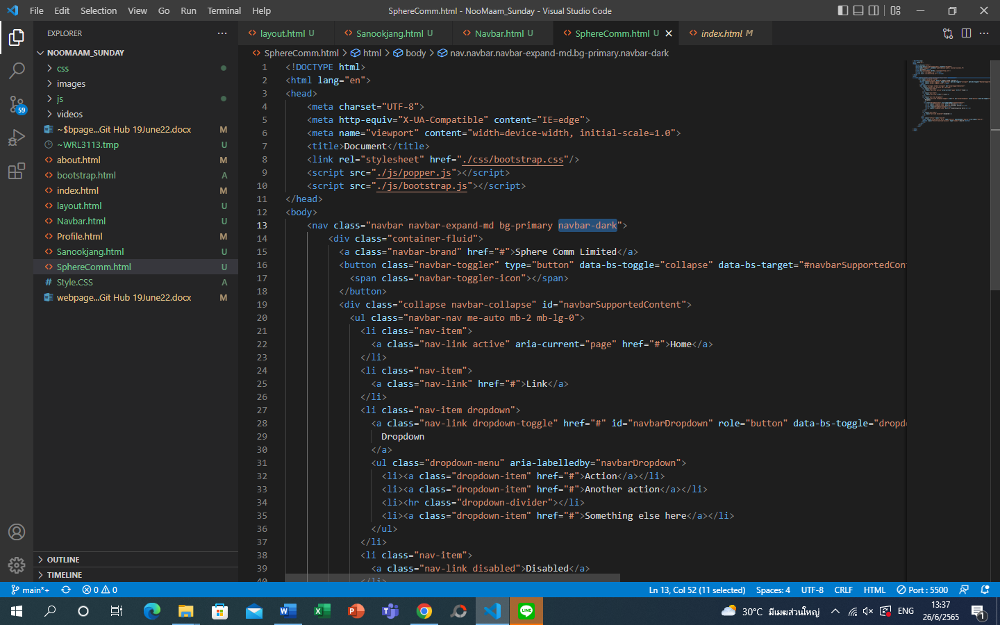 File Edit Selection View Go Run Terminal Help
SphereComm.html - NooMaam_Sunday - Visual Studio Code
EXPLORER
layout.html U
Sanookjang.html U
Navbar.html U
SphereComm.html U
index.html M
NOOMAAM_SUNDAY
SphereComm.html > html > body > nav.navbar.navbar-expand-md.bg-primary.navbar-dark
css
images
js
videos
~$bpage...Git Hub 19June22.docx M
~WRL3113.tmp U
about.html M
bootstrap.html A
index.html M
layout.html U
Navbar.html U
Profile.html M
Sanookjang.html U
SphereComm.html U
Style.CSS A
webpage...Git Hub 19June22.docx M
59
OUTLINE
TIMELINE
1 <!DOCTYPE html>
2 <html lang="en">
3 <head>
4 <meta charset="UTF-8">
5 <meta http-equiv="X-UA-Compatible" content="IE=edge">
6 <meta name="viewport" content="width=device-width, initial-scale=1.0">
7 <title>Document</title>
8 <link rel="stylesheet" href="./css/bootstrap.css"/>
9 <script src="./js/popper.js"></script>
10 <script src="./js/bootstrap.js"></script>
11 </head>
12 <body>
13 <nav class="navbar navbar-expand-md bg-primary navbar-dark">
14 <div class="container-fluid">
15 <a class="navbar-brand" href="#">Sphere Comm Limited</a>
16 <button class="navbar-toggler" type="button" data-bs-toggle="collapse" data-bs-target="#navbarSupportedCont
17 <span class="navbar-toggler-icon"></span>
18 </button>
19 <div class="collapse navbar-collapse" id="navbarSupportedContent">
20 <ul class="navbar-nav me-auto mb-2 mb-lg-0">
21 <li class="nav-item">
22 <a class="nav-link active" aria-current="page" href="#">Home</a>
23 </li>
24 <li class="nav-item">
25 <a class="nav-link" href="#">Link</a>
26 </li>
27 <li class="nav-item dropdown">
28 <a class="nav-link dropdown-toggle" href="#" id="navbarDropdown" role="button" data-bs-toggle="dropd
29 Dropdown
30 </a>
31 <ul class="dropdown-menu" aria-labelledby="navbarDropdown">
32 <li><a class="dropdown-item" href="#">Action</a></li>
33 <li><a class="dropdown-item" href="#">Another action</a></li>
34 <li><hr class="dropdown-divider"></li>
35 <li><a class="dropdown-item" href="#">Something else here</a></li>
36 </ul>
37 </li>
38 <li class="nav-item">
39 <a class="nav-link disabled">Disabled</a>
40 </li>
main*+ 0 0
Ln 13, Col 52 (11 selected) Spaces: 4 UTF-8 CRLF HTML Port : 5500
30°C มีเมฆส่วนใหญ่ ENG
13:37
26/6/2565
1